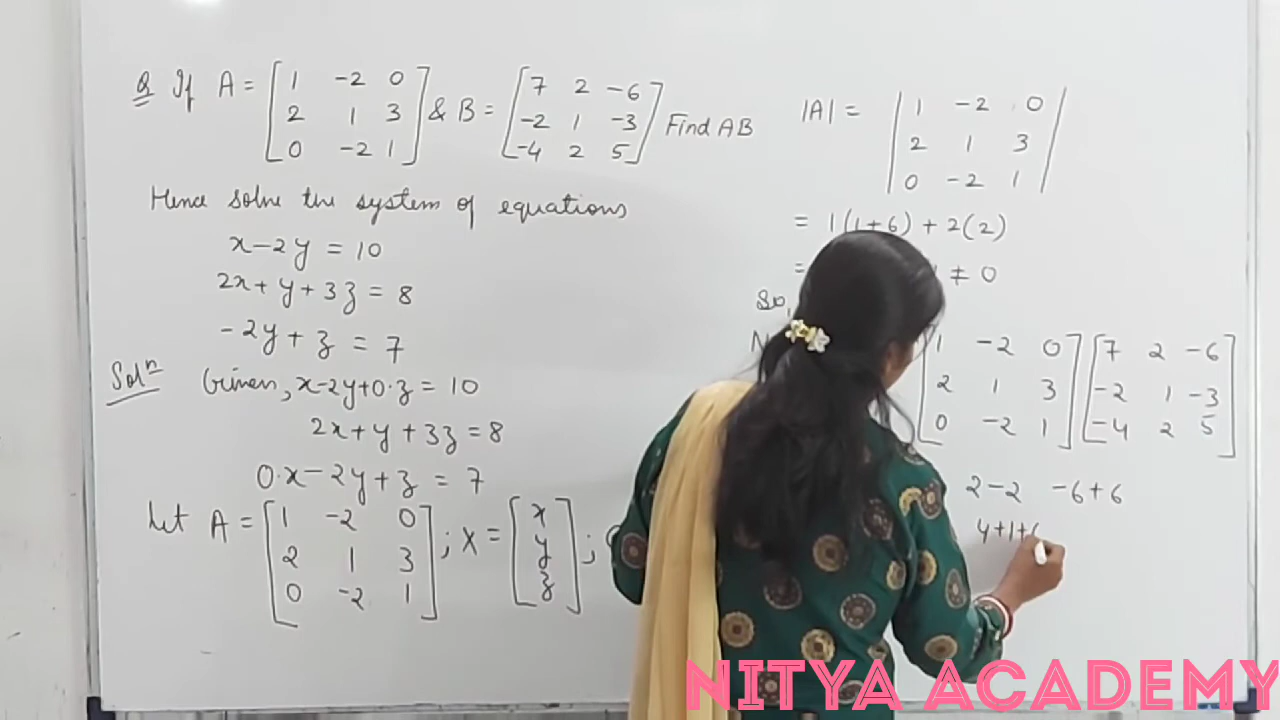 Q If A = [1 -2 0 & B = [7 2 -6 Find AB
2 1 3 -2 1 -3
0 -2 1] -4 2 5]
Hence solve the system of equations
x-2y = 10
2x+y+3z = 8
-2y+z = 7
Solⁿ Given, x-2y+0·z = 10
2x+y+3z = 8
0·x-2y+z = 7
Let A = [1 -2 0 ; X = [x ;
2 1 3 y
0 -2 1] z]
|A| = |1 -2 0
2 1 3
0 -2 1|
= 1(1+6) + 2(2)
= ≠ 0
So,
[1 -2 0 [7 2 -6
2 1 3 -2 1 -3
0 -2 1] -4 2 5]
2-2 -6+6
4+1+
NITYA ACADEMY